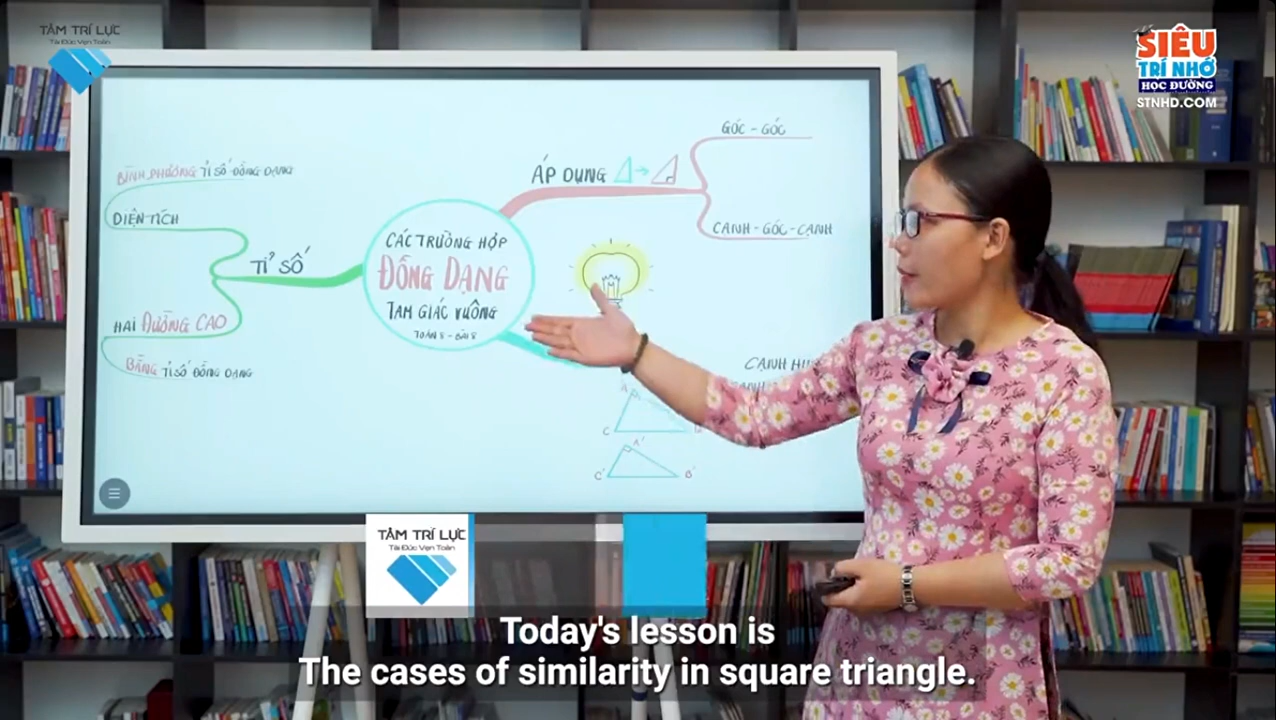 TÂM TRÍ LỰC
Tài Đức Vẹn Toàn
SIÊU
TRÍ NHỚ
HỌC ĐƯỜNG
STNHD.COM
BÌNH PHƯƠNG TỈ SỐ ĐỒNG DẠNG
DIỆN TÍCH
TỈ SỐ
HAI ĐƯỜNG CAO
BẰNG TỈ SỐ ĐỒNG DẠNG
CÁC TRƯỜNG HỢP
ĐỒNG DẠNG
TAM GIÁC VUÔNG
TOÁN 8 - BÀI 8
ÁP DỤNG
GÓC - GÓC
CẠNH - GÓC - CẠNH
CẠNH
A
C
A'
C'
B'
TÂM TRÍ LỰC
Tài Đức Vẹn Toàn
Today's lesson is
The cases of similarity in square triangle.